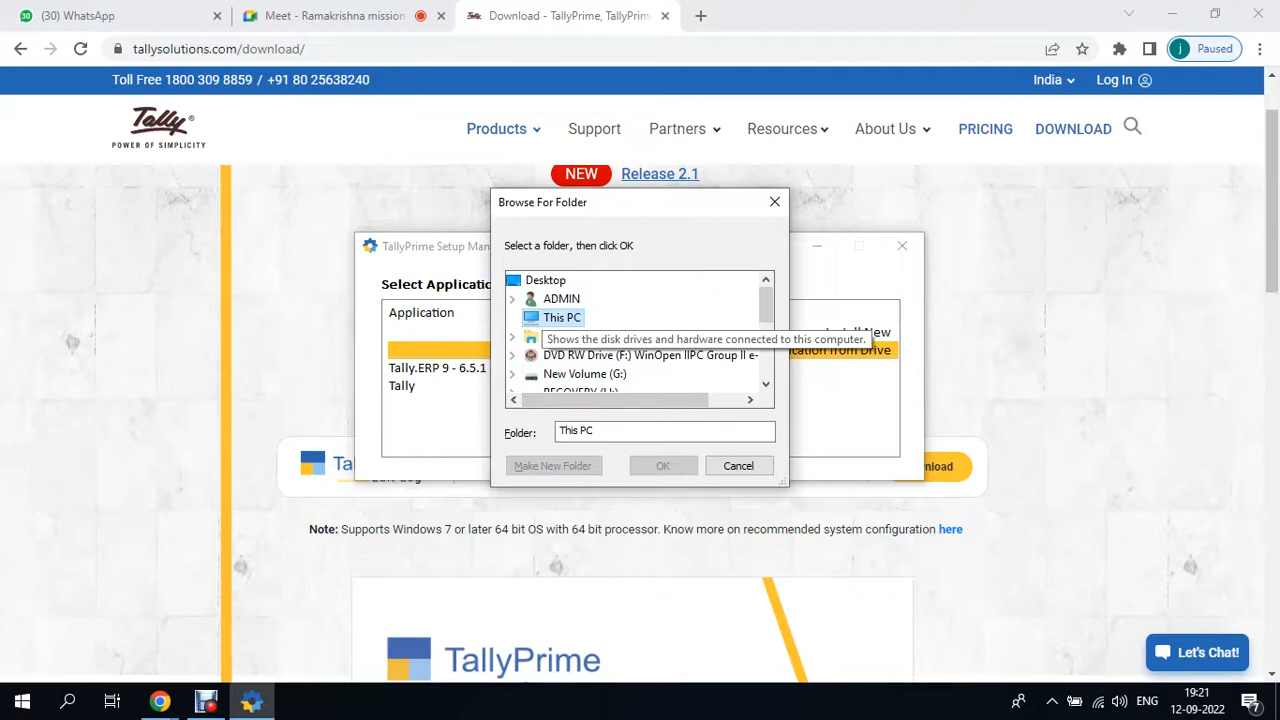 (30) WhatsApp
Meet - Ramakrishna mission
Download - TallyPrime, TallyPrim
tallysolutions.com/download/
j Paused
Toll Free 1800 309 8859 / +91 80 25638240
India
Log In
Tally
POWER OF SIMPLICITY
Products
Support
Partners
Resources
About Us
PRICING
DOWNLOAD
NEW Release 2.1
Browse For Folder
TallyPrime Setup Man
Select a folder, then click OK
Select Applicatio
Desktop
ADMIN
Application
This PC
New
Shows the disk drives and hardware connected to this computer.
DVD RW Drive (F:) WinOpen IIPC Group II e-
ication from Drive
Tally.ERP 9 - 6.5.1
New Volume (G:)
Tally
Folder: This PC
Make New Folder
OK
Cancel
Tal
nload
Note: Supports Windows 7 or later 64 bit OS with 64 bit processor. Know more on recommended system configuration here
TallyPrime
Let's Chat!
ENG
19:21
12-09-2022
7